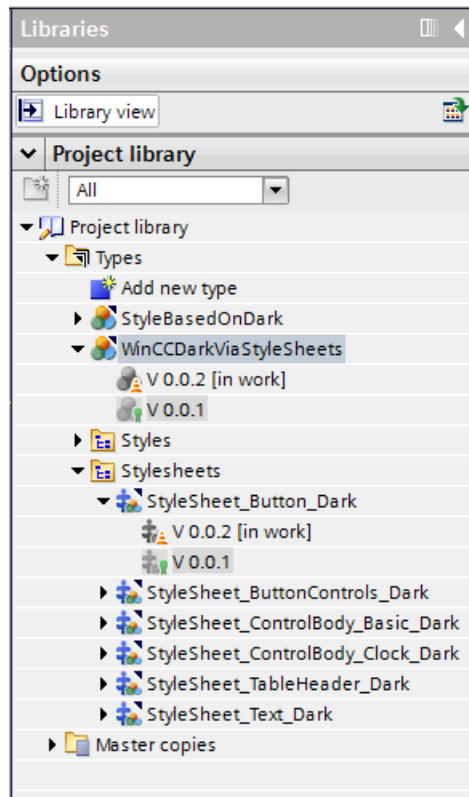 Libraries
Options
Library view
Project library
All
Project library
Types
Add new type
StyleBasedOnDark
WinCCDarkViaStyleSheets
V 0.0.2 [in work]
V 0.0.1
Styles
Stylesheets
StyleSheet_Button_Dark
V 0.0.2 [in work]
V 0.0.1
StyleSheet_ButtonControls_Dark
StyleSheet_ControlBody_Basic_Dark
StyleSheet_ControlBody_Clock_Dark
StyleSheet_TableHeader_Dark
StyleSheet_Text_Dark
Master copies